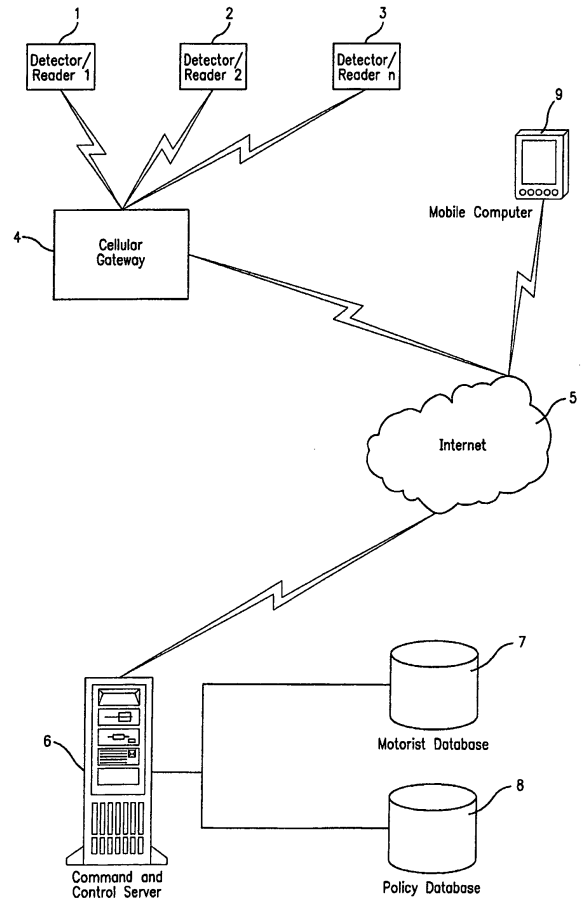 1
2
3
Detector/
Reader 1
Detector/
Reader 2
Detector/
Reader n
9
Mobile Computer
4
Cellular
Gateway
5
Internet
6
7
Motorist Database
8
Policy Database
Command and
Control Server